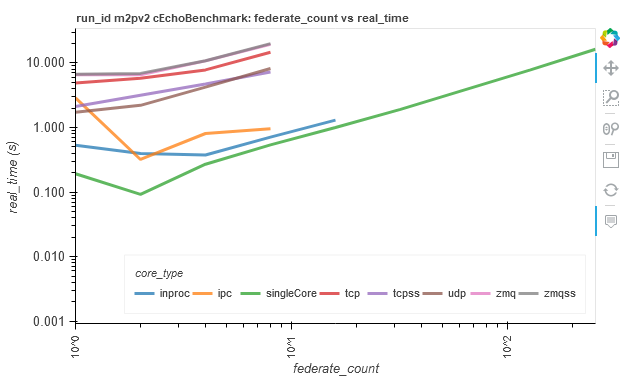 run_id m2pv2 cEchoBenchmark: federate_count vs real_time
10.000
1.000
0.100
0.010
0.001
real_time (s)
core_type
inproc ipc singleCore tcp tcpss udp zmq zmqss
10^0 10^1 10^2
federate_count